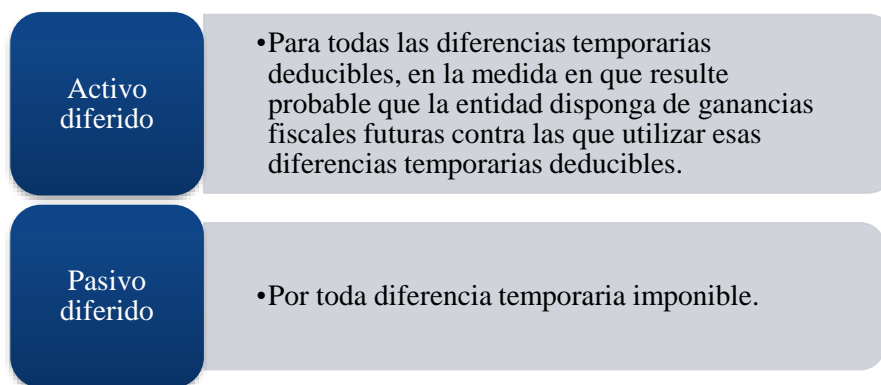 Activo
diferido
•Para todas las diferencias temporarias
deducibles, en la medida en que resulte
probable que la entidad disponga de ganancias
fiscales futuras contra las que utilizar esas
diferencias temporarias deducibles.
Pasivo
diferido
•Por toda diferencia temporaria imponible.